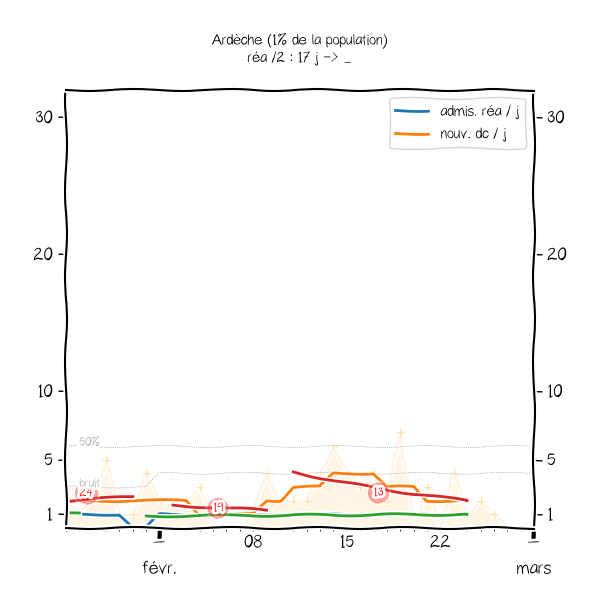 Ardèche (1% de la population)
réa /2 : 17 j -> _
admis. réa / j
nouv. dc / j
30 30
20 20
10 10
50%
5 5
bruit
24 19 13
1 1
08 15 22
févr. mars